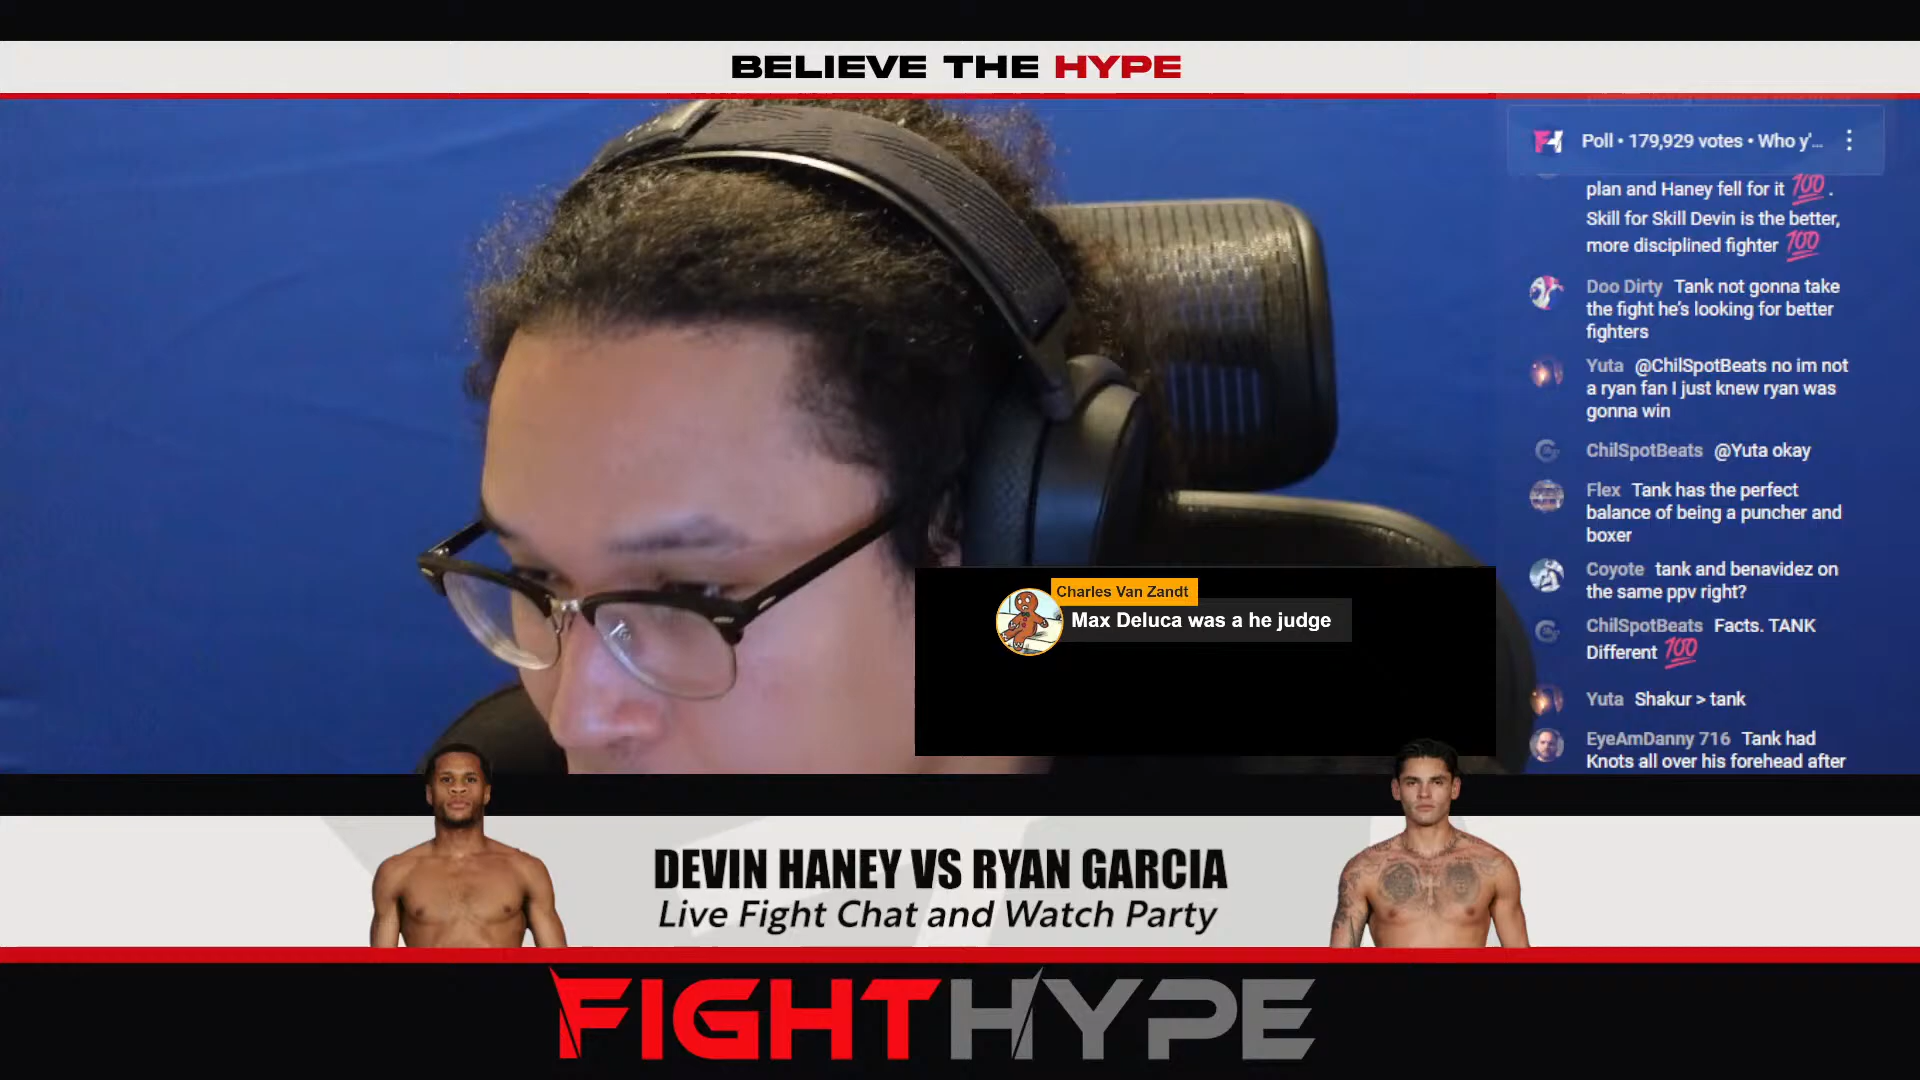 BELIEVE THE HYPE
Poll • 179,929 votes • Who y'...
plan and Haney fell for it 💯 .
Skill for Skill Devin is the better,
more disciplined fighter 💯
Doo Dirty Tank not gonna take
the fight he's looking for better
fighters
Yuta @ChilSpotBeats no im not
a ryan fan I just knew ryan was
gonna win
ChilSpotBeats @Yuta okay
Flex Tank has the perfect
balance of being a puncher and
boxer
Coyote tank and benavidez on
the same ppv right?
ChilSpotBeats Facts. TANK
Different 💯
Yuta Shakur > tank
EyeAmDanny 716 Tank had
Knots all over his forehead after
Charles Van Zandt
Max Deluca was a he judge
DEVIN HANEY VS RYAN GARCIA
Live Fight Chat and Watch Party
FIGHTHYPE